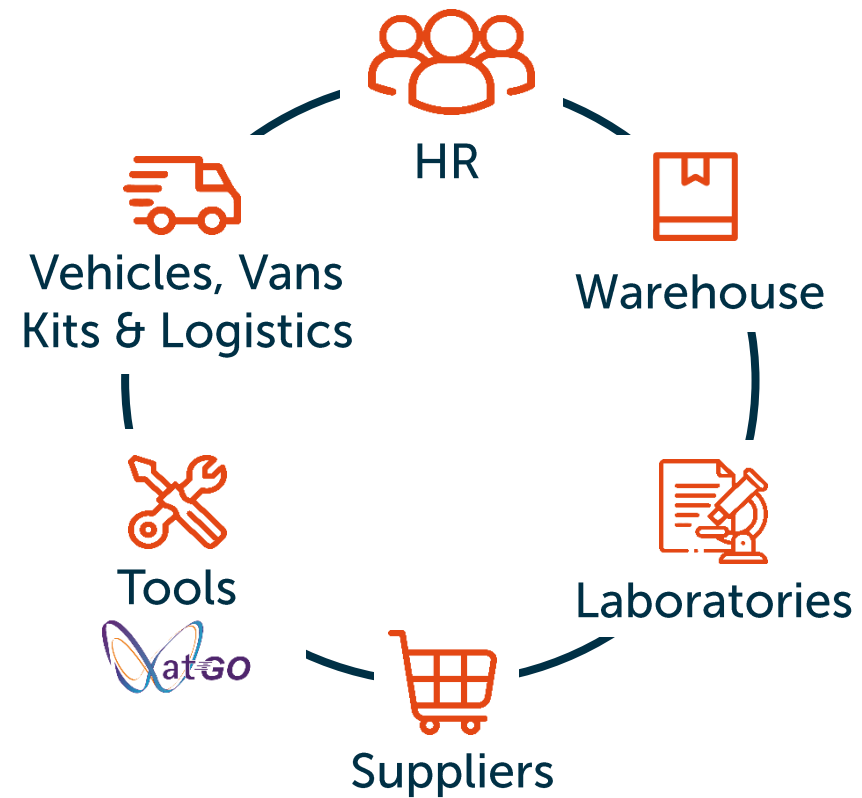 HR
Warehouse
Vehicles, Vans
Kits & Logistics
Tools
atGO
Laboratories
Suppliers